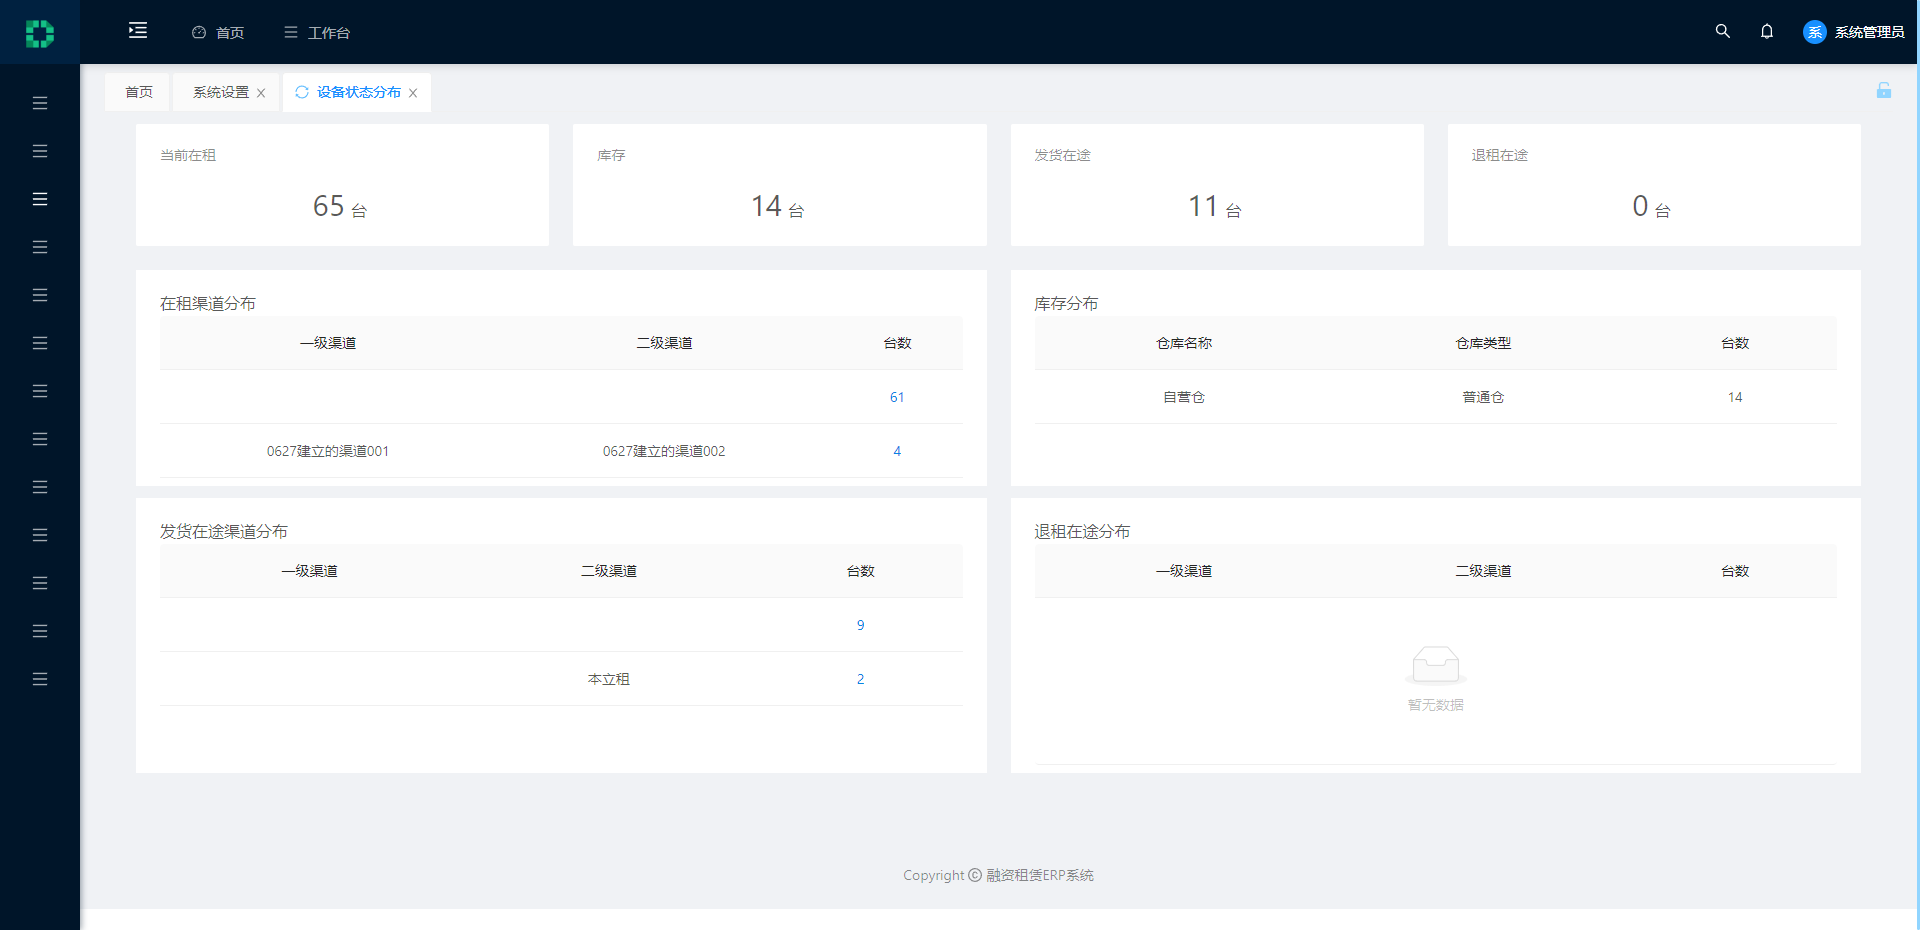 首页 工作台 系 系统管理员
首页 系统设置 设备状态分布
当前在租 库存 发货在途 退租在途
65 台 14 台 11 台 0 台
在租渠道分布
一级渠道 二级渠道 台数
61
0627建立的渠道001 0627建立的渠道002 4
库存分布
仓库名称 仓库类型 台数
自营仓 普通仓 14
发货在途渠道分布
一级渠道 二级渠道 台数
9
本立租 2
退租在途分布
一级渠道 二级渠道 台数
暂无数据
Copyright © 融资租赁ERP系统